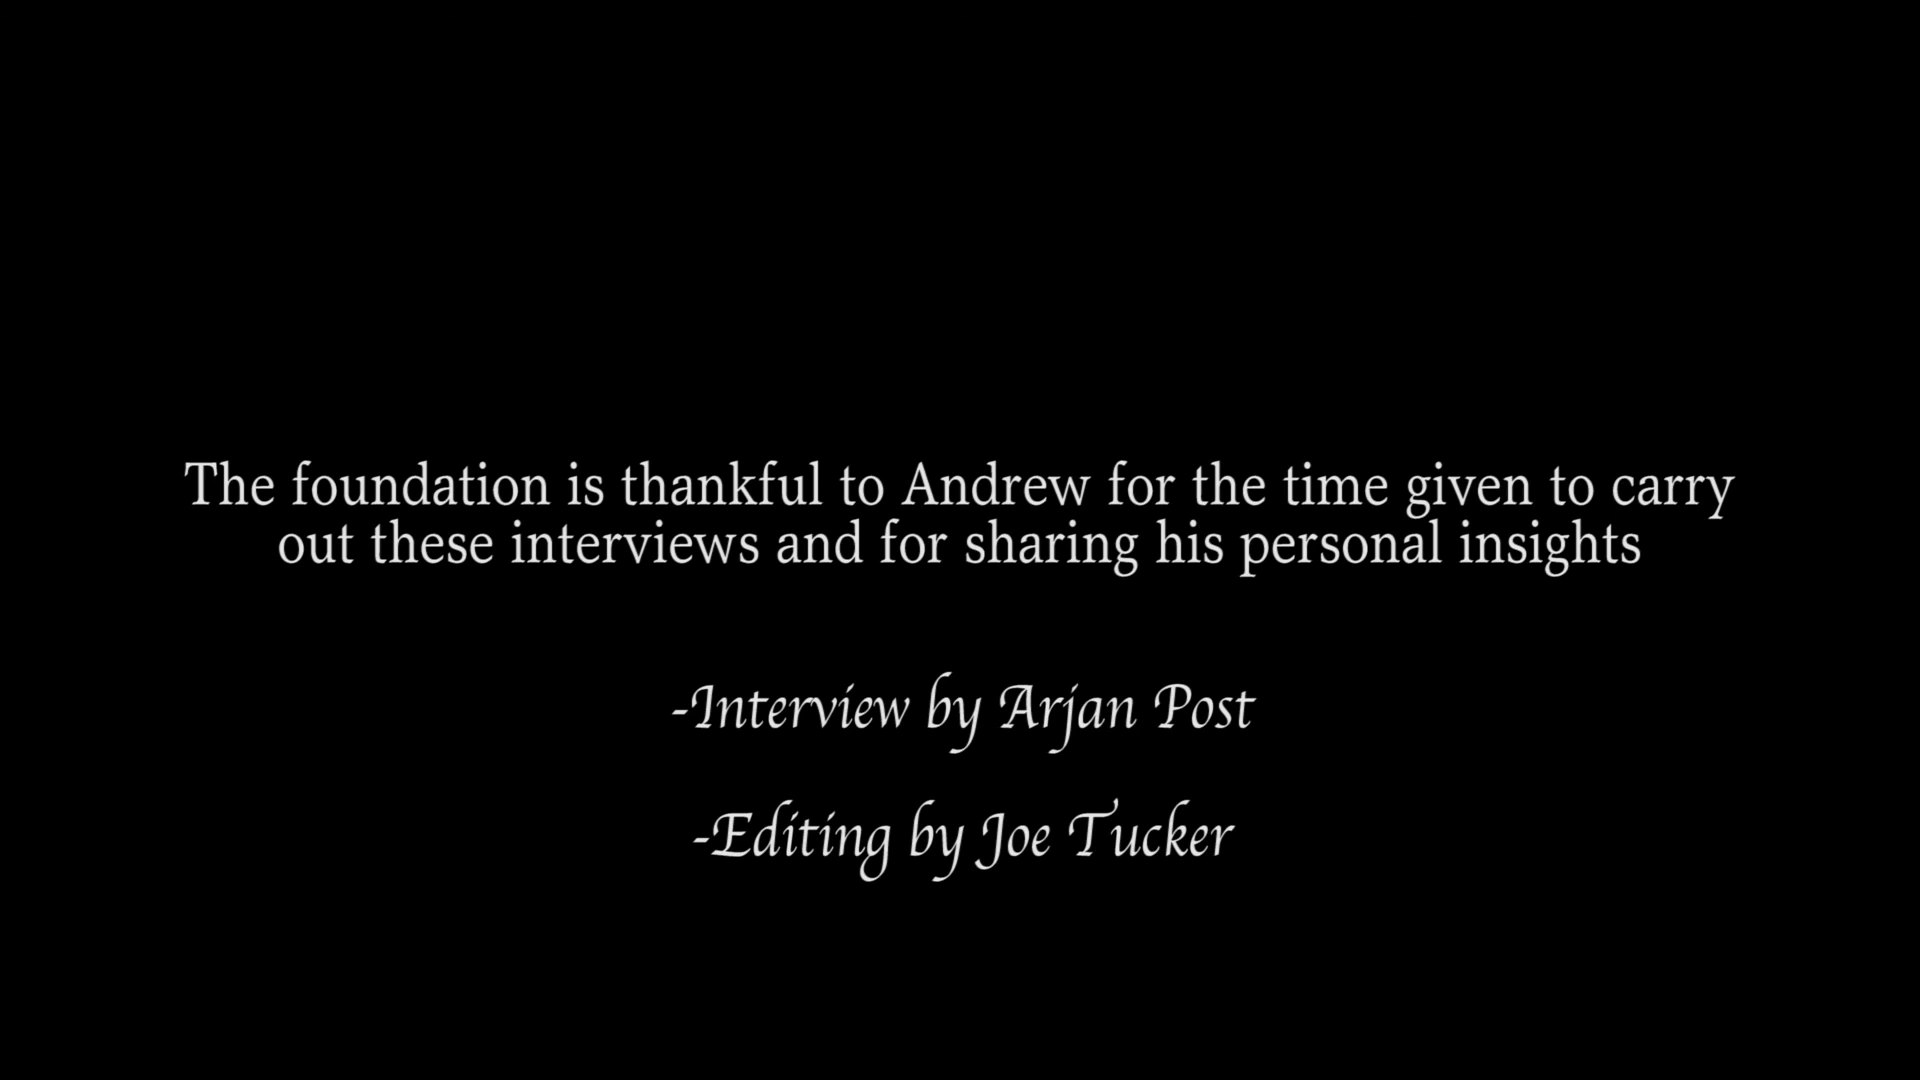 The foundation is thankful to Andrew for the time given to carry
out these interviews and for sharing his personal insights
-Interview by Arjan Post
-Editing by Joe Tucker